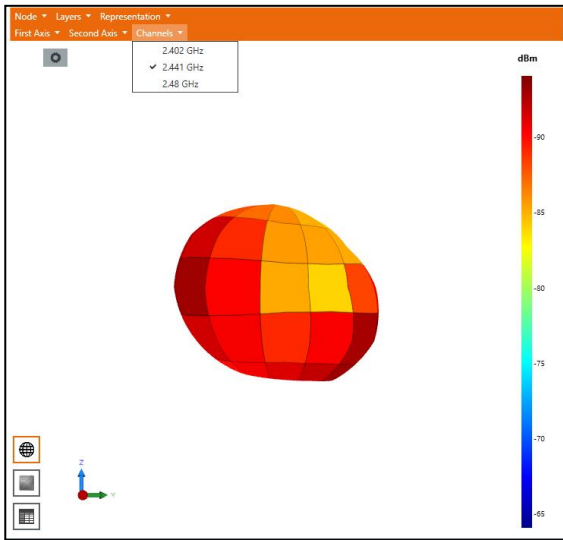 Node Layers Representation
First Axis Second Axis Channels
2.402 GHz
2.441 GHz
2.48 GHz
dBm
-90
-85
-80
-75
-70
-65
Z
Y